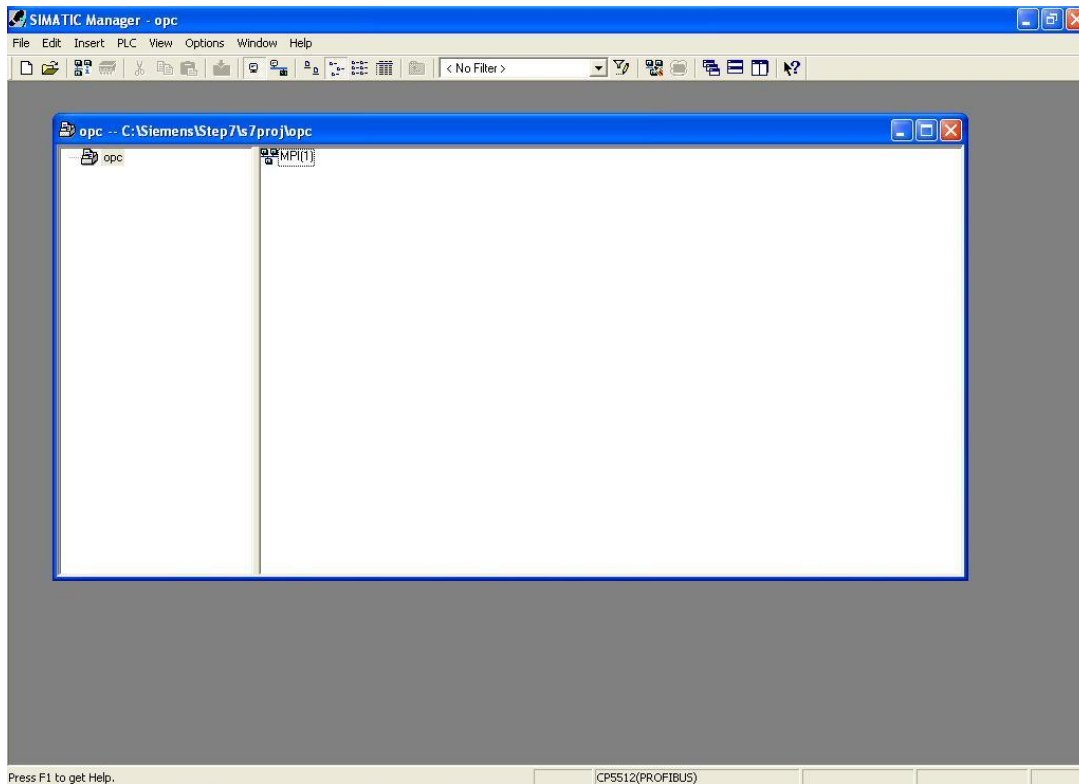 SIMATIC Manager - opc
File Edit Insert PLC View Options Window Help
< No Filter >
opc -- C:\Siemens\Step7\s7proj\opc
opc
MPI(1)
Press F1 to get Help.
CP5512(PROFIBUS)